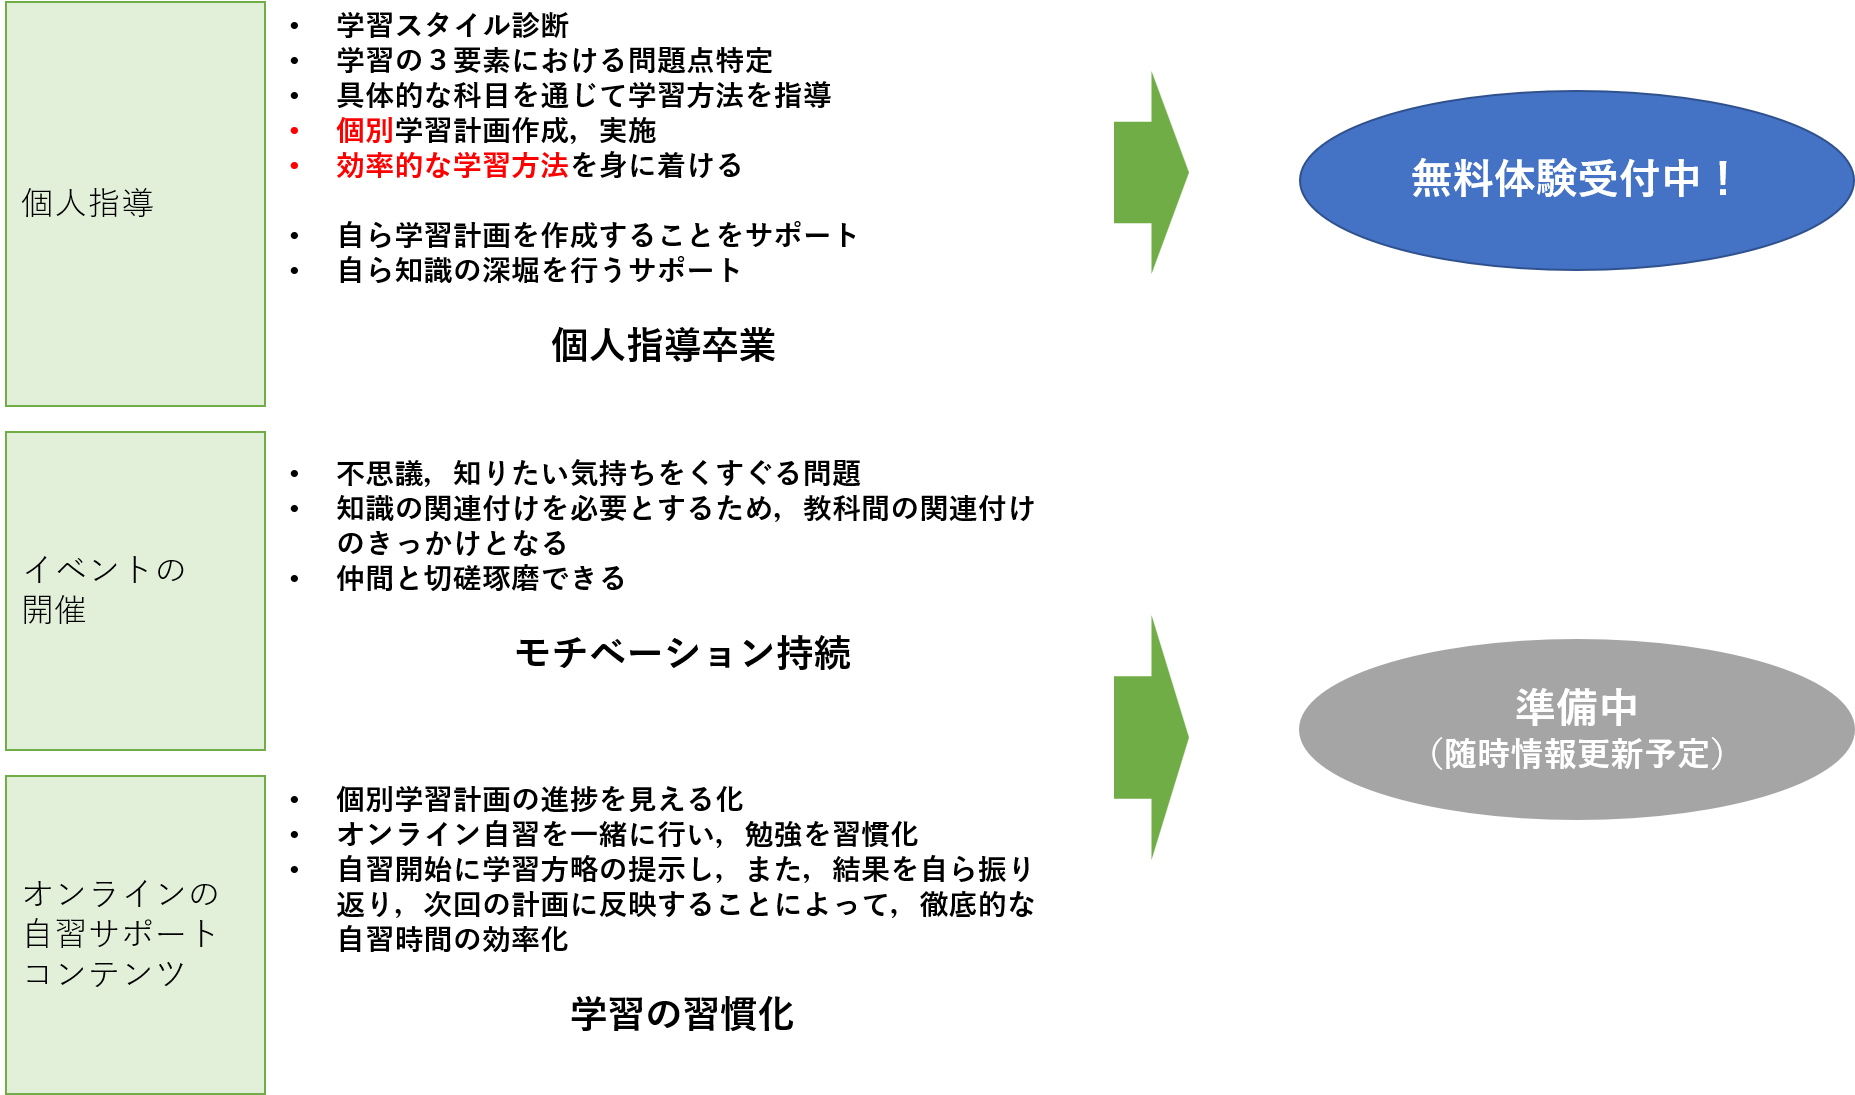 個人指導
• 学習スタイル診断
• 学習の３要素における問題点特定
• 具体的な科目を通じて学習方法を指導
• 個別学習計画作成，実施
• 効率的な学習方法を身に着ける
• 自ら学習計画を作成することをサポート
• 自ら知識の深堀を行うサポート
個人指導卒業
無料体験受付中！
イベントの
開催
• 不思議，知りたい気持ちをくすぐる問題
• 知識の関連付けを必要とするため，教科間の関連付け
のきっかけとなる
• 仲間と切磋琢磨できる
モチベーション持続
オンラインの
自習サポート
コンテンツ
• 個別学習計画の進捗を見える化
• オンライン自習を一緒に行い，勉強を習慣化
• 自習開始に学習方略の提示し，また，結果を自ら振り
返り，次回の計画に反映することによって，徹底的な
自習時間の効率化
学習の習慣化
準備中
（随時情報更新予定）